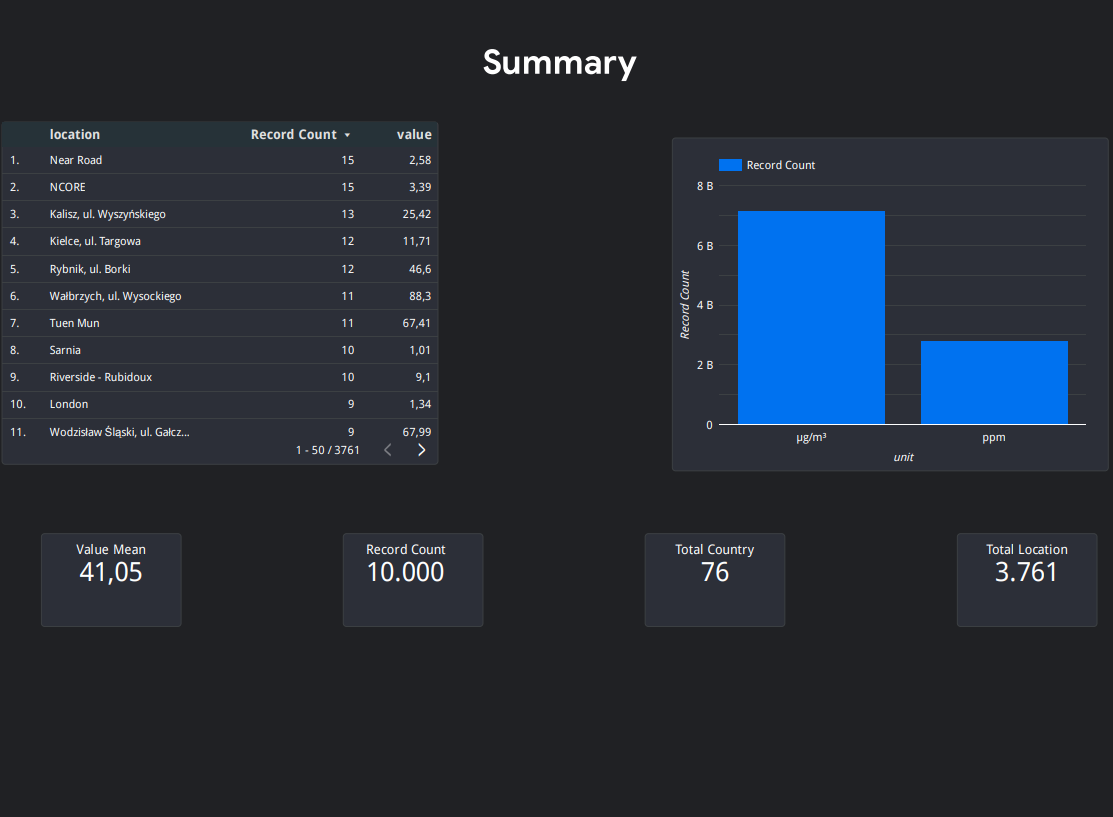 Summary
location Record Count value
1. Near Road 15 2,58
2. NCORE 15 3,39
3. Kalisz, ul. Wyszyńskiego 13 25,42
4. Kielce, ul. Targowa 12 11,71
5. Rybnik, ul. Borki 12 46,6
6. Wałbrzych, ul. Wysockiego 11 88,3
7. Tuen Mun 11 67,41
8. Sarnia 10 1,01
9. Riverside - Rubidoux 10 9,1
10. London 9 1,34
11. Wodzisław Śląski, ul. Gałcz... 9 67,99
1 - 50 / 3761
Record Count
8 B
6 B
4 B
2 B
0
Record Count
µg/m³ ppm
unit
Value Mean
41,05
Record Count
10.000
Total Country
76
Total Location
3.761